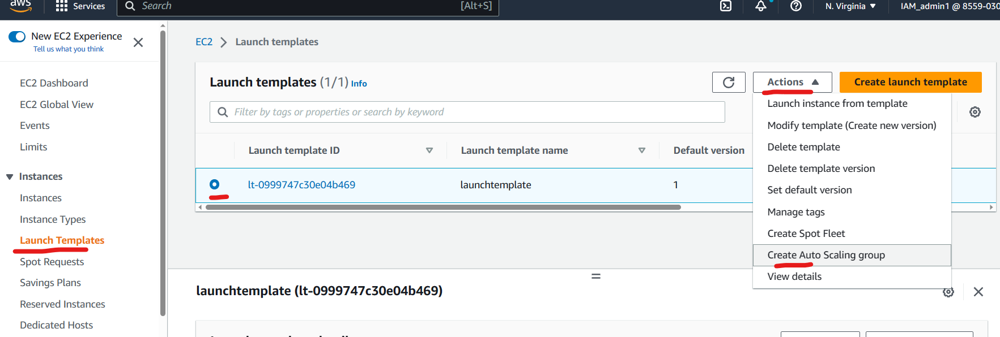 aws
Services
Search
[Alt+S]
N. Virginia
IAM_admin1 @ 8559-030
New EC2 Experience
Tell us what you think
EC2 Dashboard
EC2 Global View
Events
Limits
Instances
Instances
Instance Types
Launch Templates
Spot Requests
Savings Plans
Reserved Instances
Dedicated Hosts
EC2
Launch templates
Launch templates (1/1) Info
Actions
Create launch template
Filter by tags or properties or search by keyword
Launch template ID
Launch template name
Default version
lt-0999747c30e04b469
launchtemplate
1
Launch instance from template
Modify template (Create new version)
Delete template
Delete template version
Set default version
Manage tags
Create Spot Fleet
Create Auto Scaling group
View details
launchtemplate (lt-0999747c30e04b469)